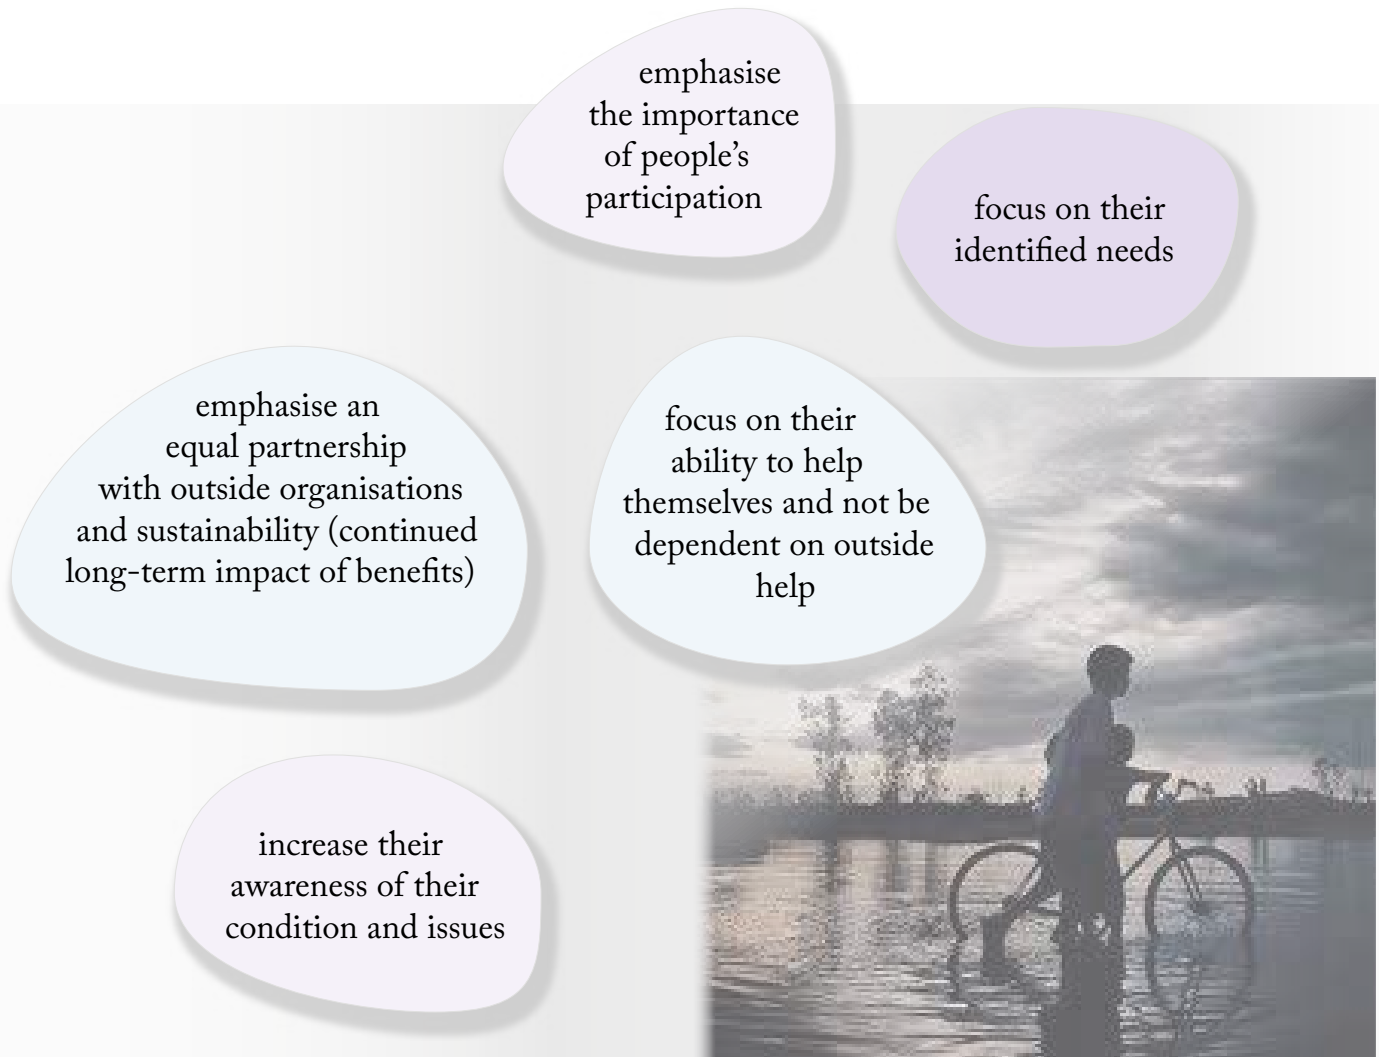 emphasise
the importance
of people’s
participation
focus on their
identified needs
emphasise an
equal partnership
with outside organisations
and sustainability (continued
long-term impact of benefits)
focus on their
ability to help
themselves and not be
dependent on outside
help
increase their
awareness of their
condition and issues